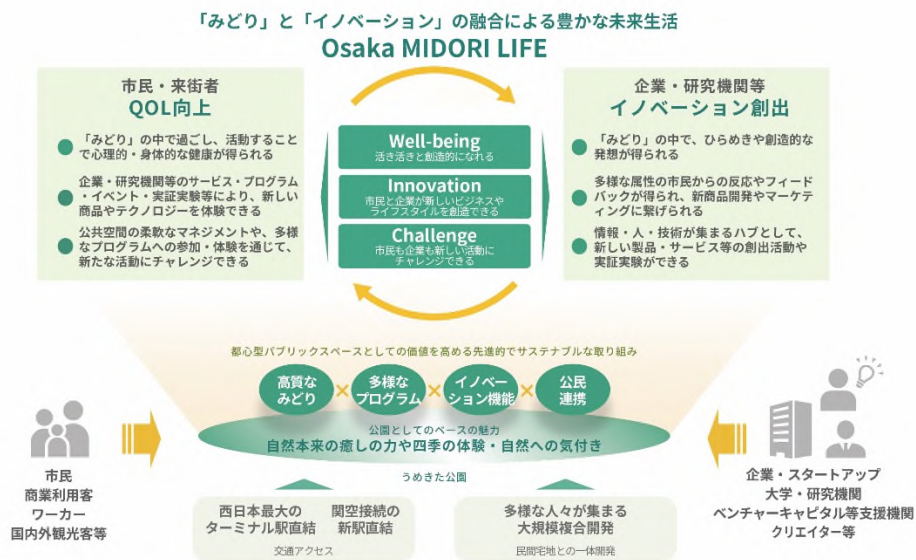 「みどり」と「イノベーション」の融合による豊かな未来生活
Osaka MIDORI LIFE
市民・来街者
QOL向上
「みどり」の中で過ごし、活動すること
で心理的・身体的な健康が得られる
企業・研究機関等のサービス・プログラム
・イベント・実証実験等により、新しい
商品やテクノロジーを体験できる
公共空間の柔軟なマネジメントや、多様
なプログラムへの参加・体験を通じて、
新たな活動にチャレンジできる
Well-being
活き活きと創造的になれる
Innovation
市民と企業が新しいビジネスや
ライフスタイルを創造できる
Challenge
市民も企業も新しい活動に
チャレンジできる
企業・研究機関等
イノベーション創出
「みどり」の中で、ひらめきや創造的な
発想が得られる
多様な属性の市民からの反応やフィード
バックが得られ、新商品開発やマーケテ
ィングに繋げられる
情報・人・技術が集まるハブとして、
新しい製品・サービス等の創出活動や
実証実験ができる
都心型パブリックスペースとしての価値を高める先進的でサステナブルな取り組み
高質な
みどり
×
多様な
プログラム
×
イノベー
ション機能
×
公民
連携
公園としてのベースの魅力
自然本来の癒しの力や四季の体験・自然への気付き
うめきた公園
市民
商業利用客
ワーカー
国内外観光客等
企業・スタートアップ
大学・研究機関
ベンチャーキャピタル等支援機関
クリエイター等
西日本最大の
ターミナル駅直結
関空接続の
新駅直結
交通アクセス
多様な人々が集まる
大規模複合開発
民間宅地との一体開発